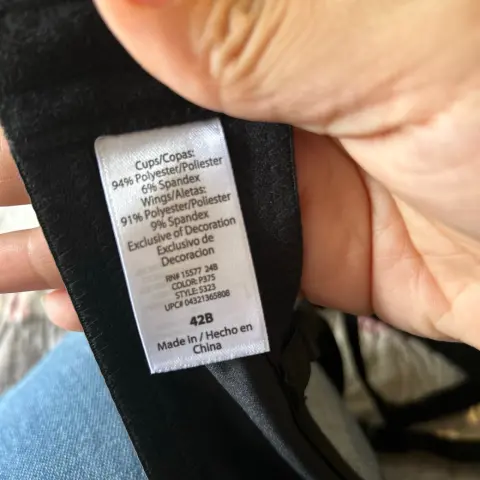 Cups/Copas:
94% Polyester/Poliester
6% Spandex
Wings/Aletas:
91% Polyester/Poliester
9% Spandex
Exclusive of Decoration
Exclusivo de
Decoracion
RN# 15577 24B
COLOR: P375
STYLE: 5323
UPC# 04321365806
42B
Made in / Hecho en
China